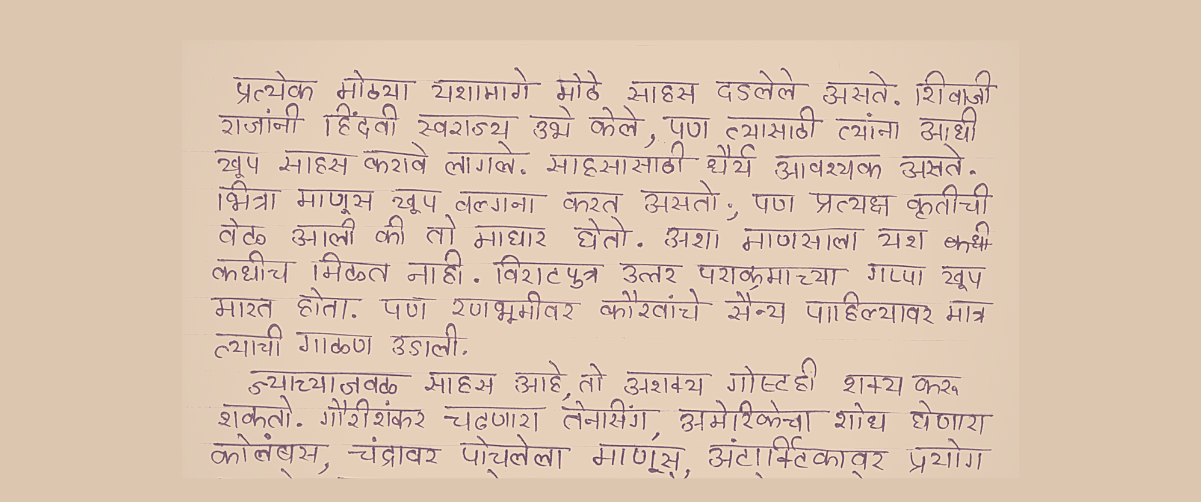 प्रत्येक मोठ्या यशामागे मोठे साहस दडलेले असते. शिवाजी
राजांनी हिंदवी स्वराज्य उभे केले, पण त्यासाठी त्यांना आधी
खूप साहस करावे लागले. साहसासाठी धैर्य आवश्यक असते.
भित्रा माणूस खूप वल्गना करत असतो; पण प्रत्यक्ष कृतीची
वेळ आली की तो माघार घेतो. अशा माणसाला यश कधी
कधीच मिळत नाही. विराटपुत्र उत्तर पराक्रमाच्या गप्पा खूप
मारत होता. पण रणभूमीवर कौरवांचे सैन्य पाहिल्यावर मात्र
त्याची गाळण उडाली.
ज्याच्याजवळ साहस आहे, तो अशक्य गोष्टही शक्य करू
शकतो. गौरीशंकर चढणारा तेनसिंग, अमेरिकेचा शोध घेणारा
कोलंबस, चंद्रावर पोचलेला माणूस, अंटार्क्टिकावर प्रयोग